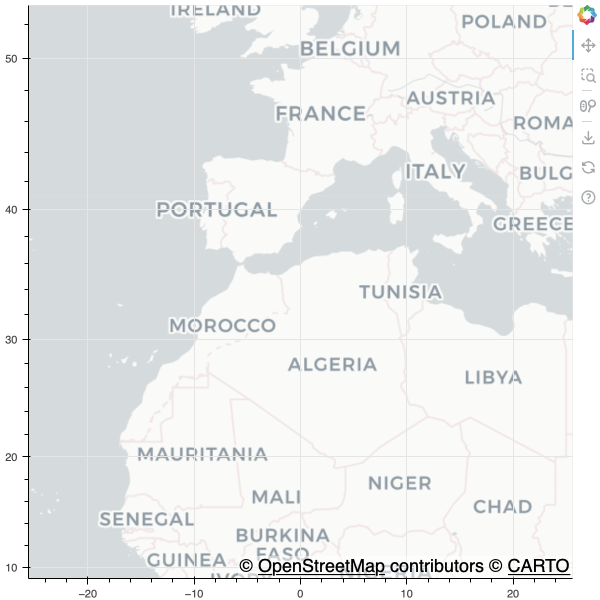 IRELAND
POLAND
BELGIUM
50
AUSTRIA
FRANCE
ROMA
ITALY
BULG
PORTUGAL
40
GREECE
TUNISIA
MOROCCO
30
ALGERIA
LIBYA
MAURITANIA
20
NIGER
MALI
CHAD
SENEGAL
BURKINA
FASO
GUINEA
© OpenStreetMap contributors © CARTO
10
NIGERIA
−20
−10
0
10
20